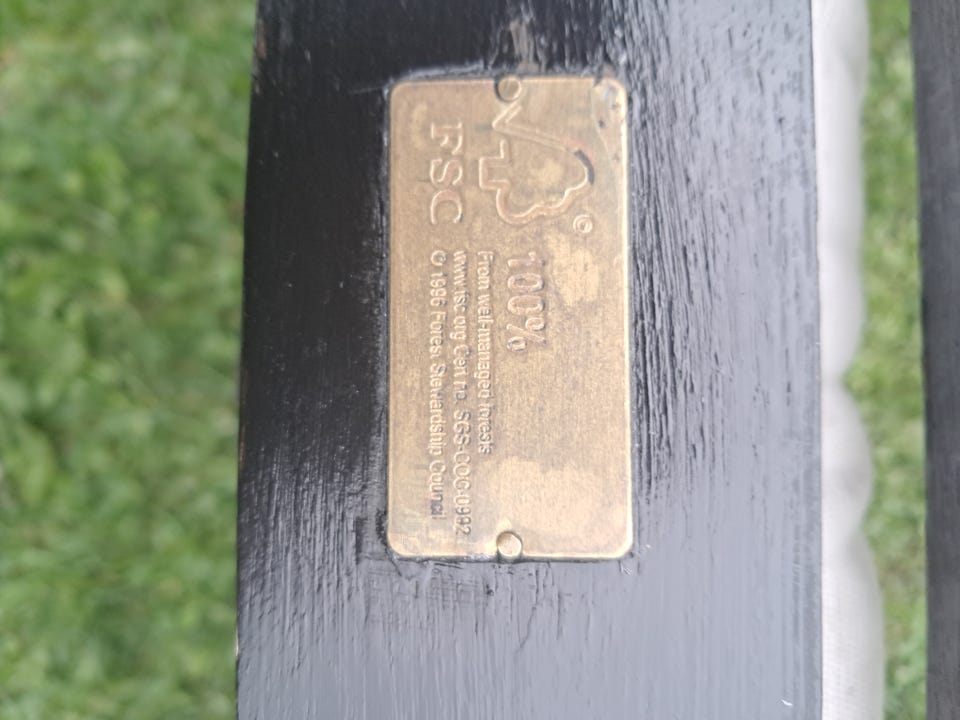 FSC
100%
From well-managed forests
www.fsc.org Cert no. SGS-COC-0992
© 1996 Forest Stewardship Council